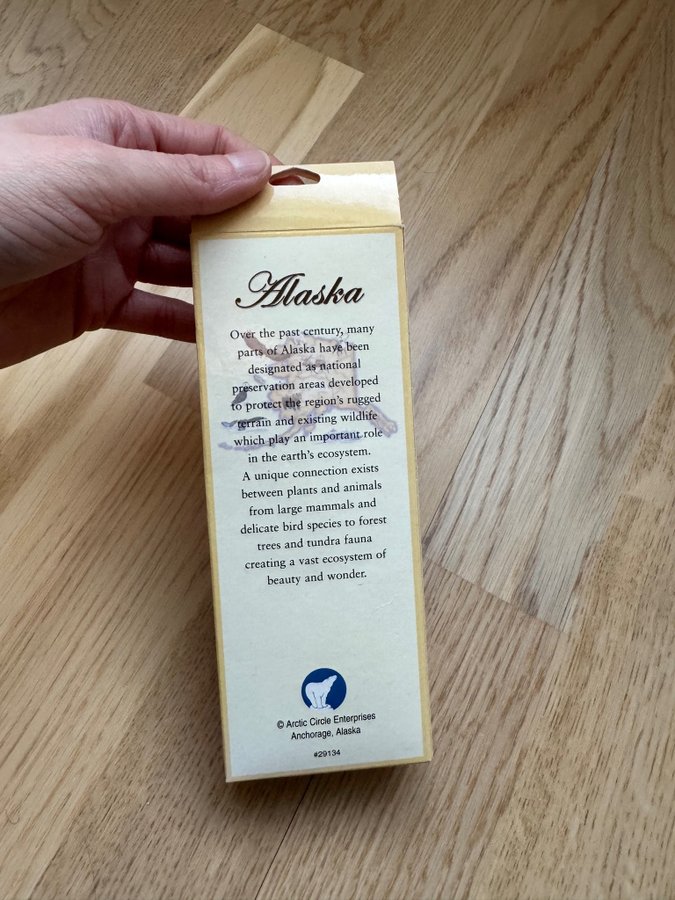 Alaska
Over the past century, many
parts of Alaska have been
designated as national
preservation areas developed
to protect the region's rugged
terrain and existing wildlife
which play an important role
in the earth's ecosystem.
A unique connection exists
between plants and animals
from large mammals and
delicate bird species to forest
trees and tundra fauna
creating a vast ecosystem of
beauty and wonder.
© Arctic Circle Enterprises
Anchorage, Alaska
#29134